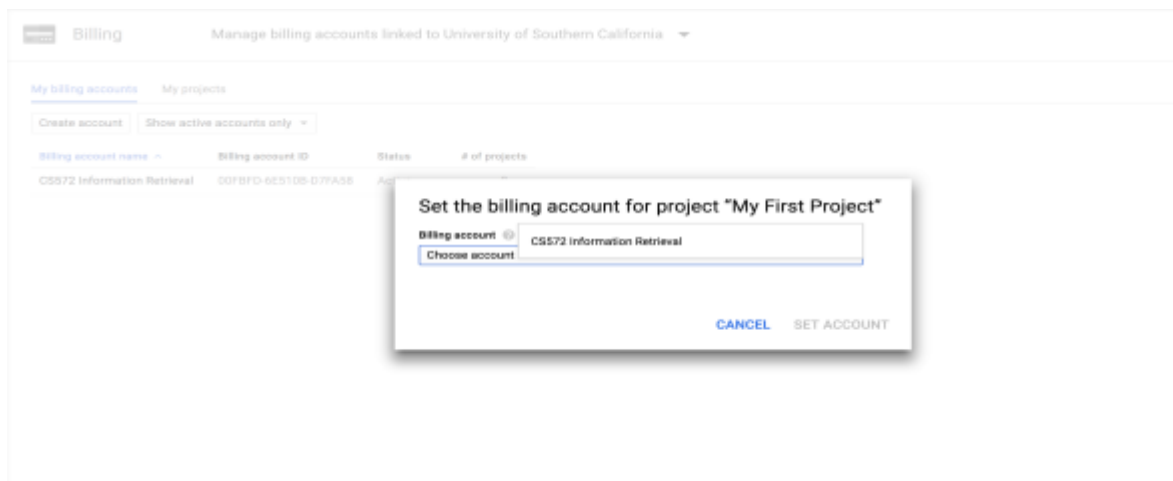 Billing
Manage billing accounts linked to University of Southern California
My billing accounts My projects
Create account Show active accounts only
Billing account name Billing account ID Status # of projects
CS572 Information Retrieval
Set the billing account for project "My First Project"
Billing account
CS572 Information Retrieval
Choose account
CANCEL SET ACCOUNT